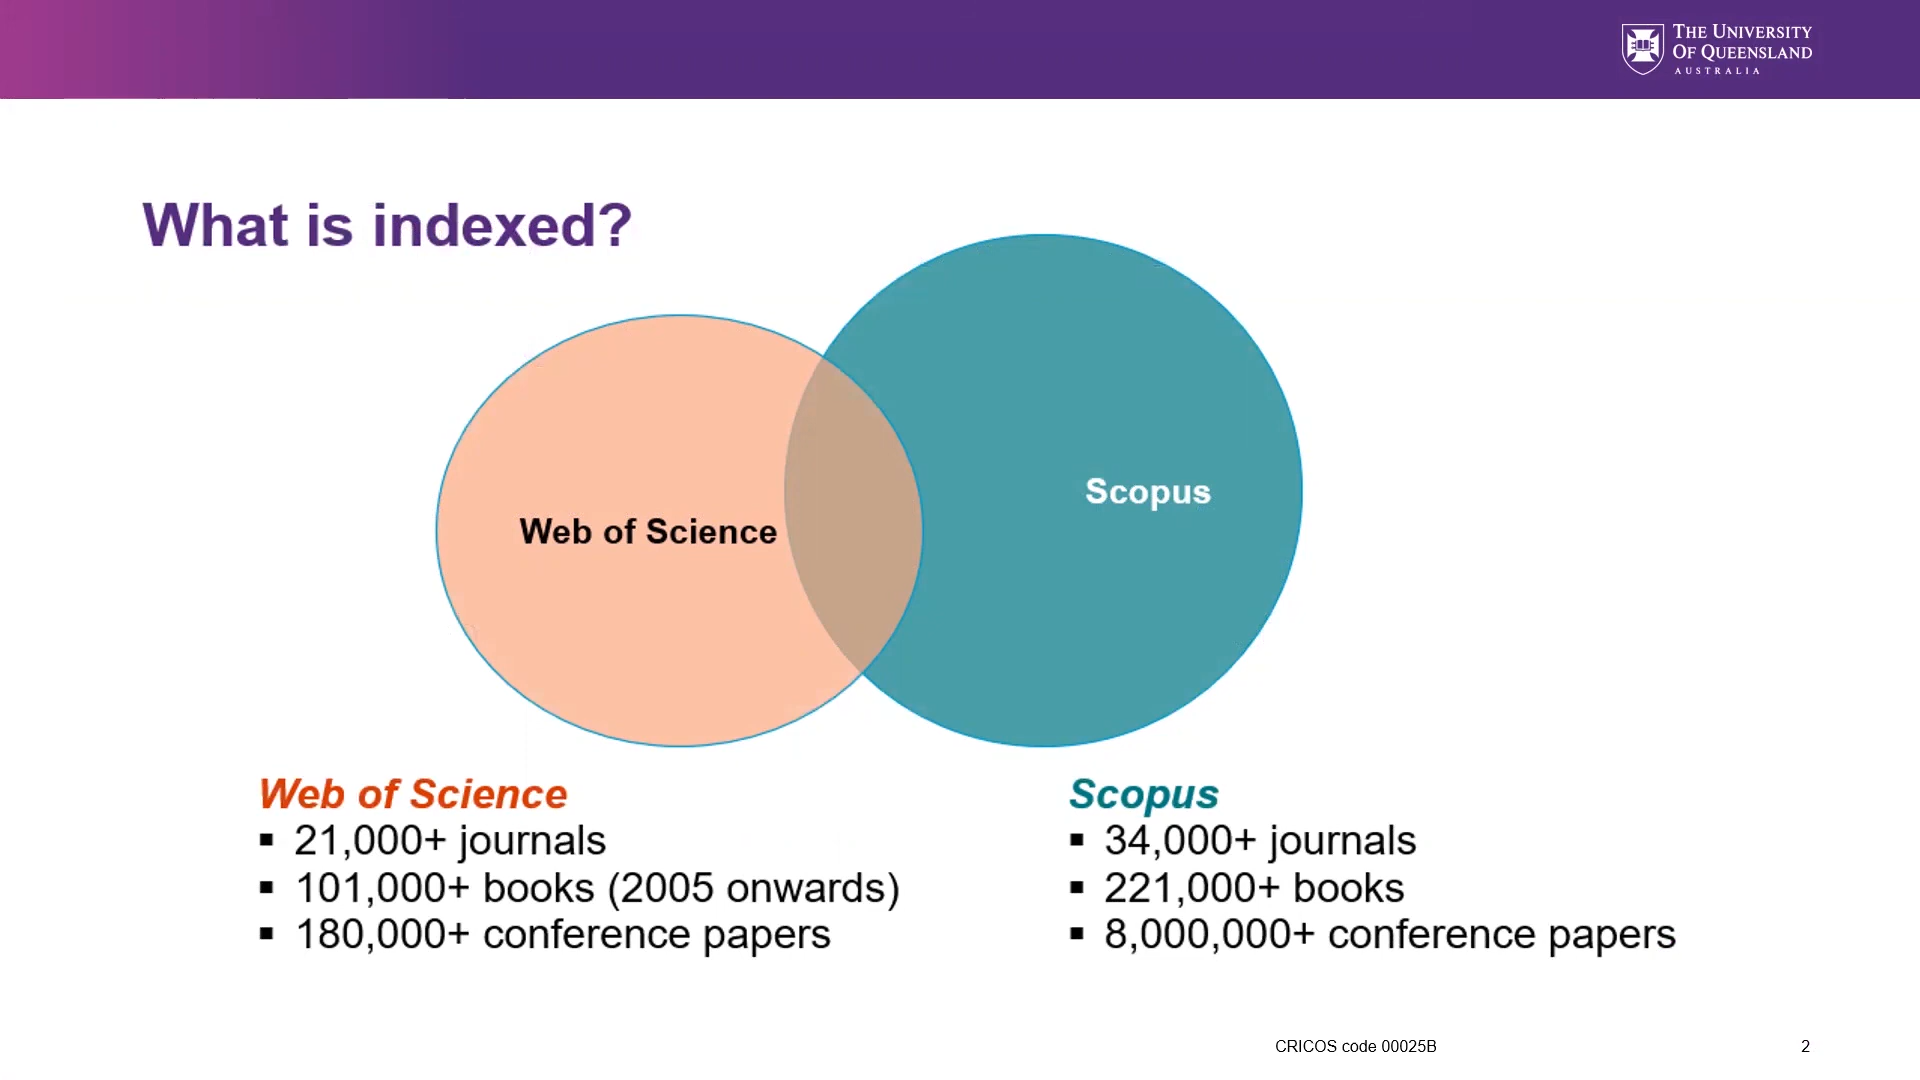 THE UNIVERSITY
OF QUEENSLAND
AUSTRALIA
What is indexed?
Web of Science
Scopus
Web of Science
▪ 21,000+ journals
▪ 101,000+ books (2005 onwards)
▪ 180,000+ conference papers
Scopus
▪ 34,000+ journals
▪ 221,000+ books
▪ 8,000,000+ conference papers
CRICOS code 00025B
2